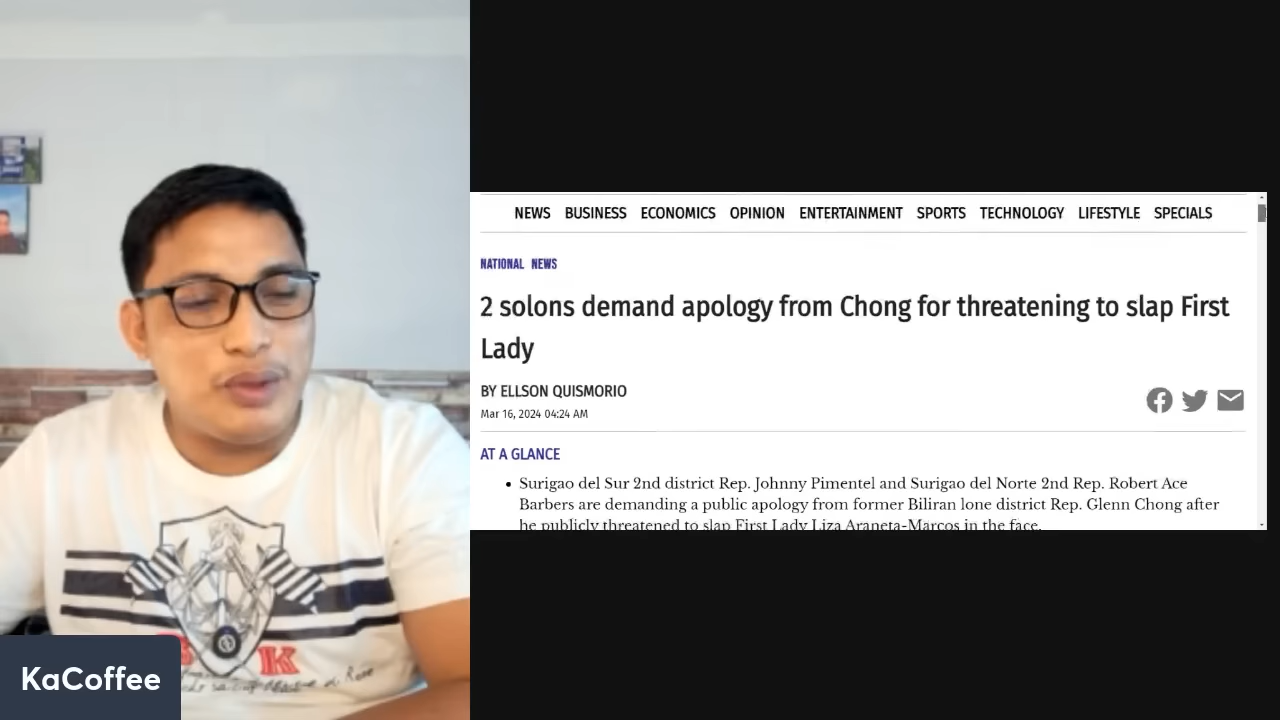 NEWS BUSINESS ECONOMICS OPINION ENTERTAINMENT SPORTS TECHNOLOGY LIFESTYLE SPECIALS
NATIONAL NEWS
2 solons demand apology from Chong for threatening to slap First
Lady
BY ELLSON QUISMORIO
Mar 16, 2024 04:24 AM
AT A GLANCE
• Surigao del Sur 2nd district Rep. Johnny Pimentel and Surigao del Norte 2nd Rep. Robert Ace
Barbers are demanding a public apology from former Biliran lone district Rep. Glenn Chong after
he publicly threatened to slap First Lady Liza Araneta-Marcos in the face.
K
KaCoffee